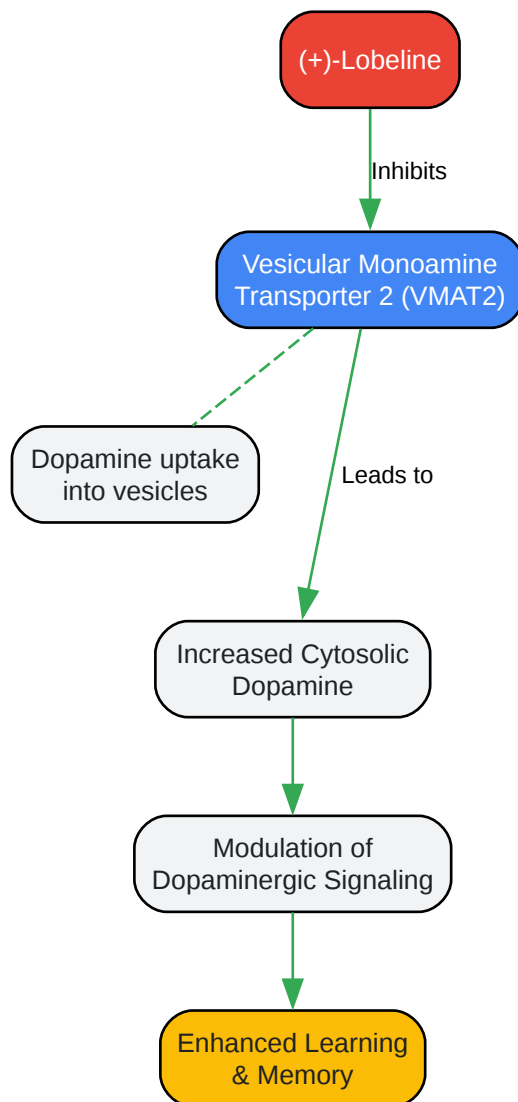 (+)-Lobeline
Inhibits
Vesicular Monoamine
Transporter 2 (VMAT2)
Dopamine uptake
into vesicles
Leads to
Increased Cytosolic
Dopamine
Modulation of
Dopaminergic Signaling
Enhanced Learning
& Memory